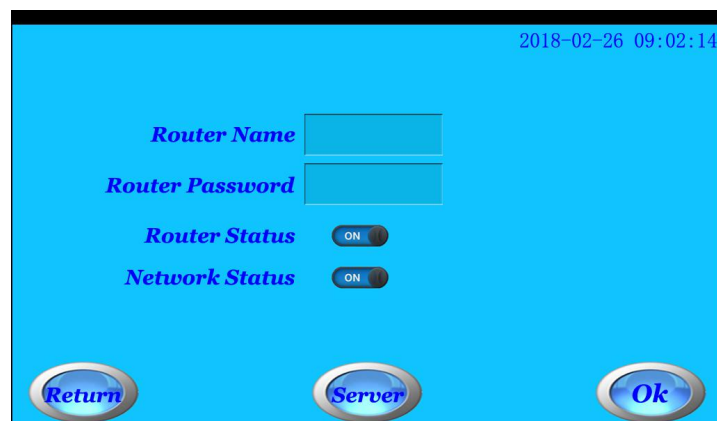 2018-02-26 09:02:14
Router Name
Router Password
Router Status ON
Network Status ON
Return Server Ok